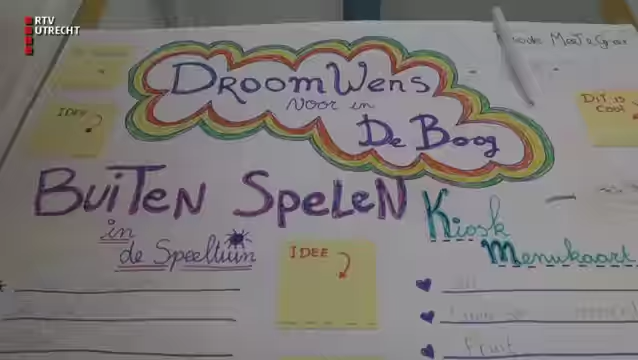 RTV
UTRECHT
DROOMWENS
voor in
DE BOOG
IDEE
DIT IS
COOL
BUITEN SPELEN
in
de Speeltuin
KIOSK
MENUKAART
IDEE
fruit